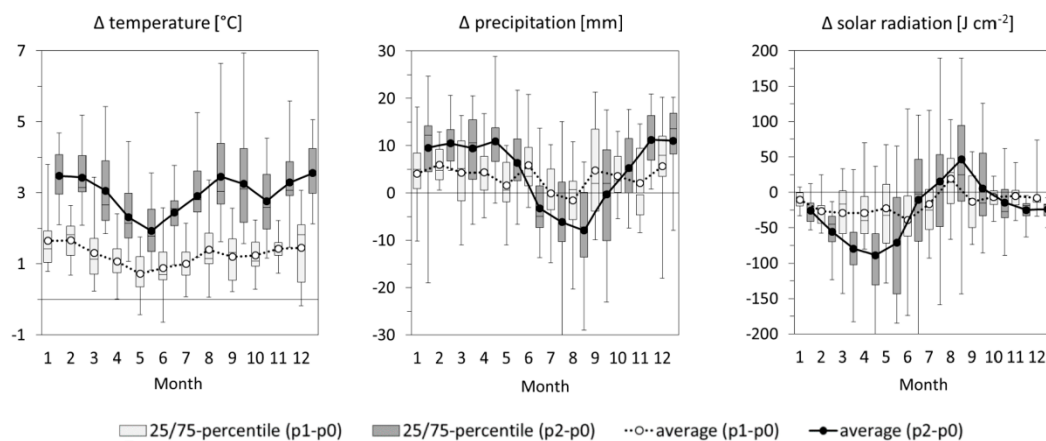 Δ temperature [°C]
Δ precipitation [mm]
Δ solar radiation [J cm-2]
7
5
3
1
-1
1 2 3 4 5 6 7 8 9 10 11 12
Month
30
20
10
0
-10
-20
-30
1 2 3 4 5 6 7 8 9 10 11 12
Month
200
150
100
50
0
-50
-100
-150
-200
1 2 3 4 5 6 7 8 9 10 11 12
Month
25/75-percentile (p1-p0) 25/75-percentile (p2-p0) average (p1-p0) average (p2-p0)